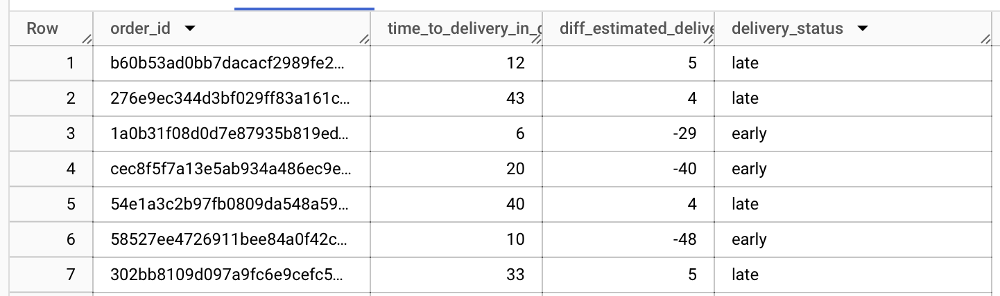 Row order_id time_to_delivery_in_ diff_estimated_delive delivery_status
1 b60b53ad0bb7dacacf2989fe2... 12 5 late
2 276e9ec344d3bf029ff83a161c... 43 4 late
3 1a0b31f08d0d7e87935b819ed... 6 -29 early
4 cec8f5f7a13e5ab934a486ec9e... 20 -40 early
5 54e1a3c2b97fb0809da548a59... 40 4 late
6 58527ee4726911bee84a0f42c... 10 -48 early
7 302bb8109d097a9fc6e9cefc5... 33 5 late